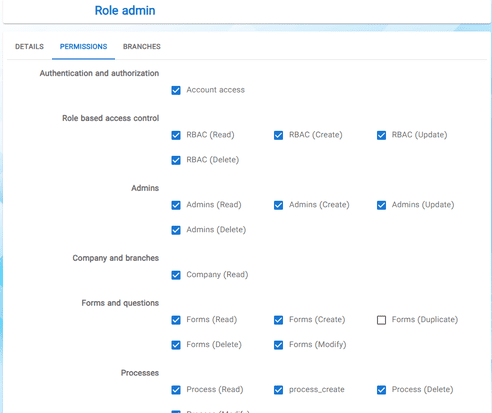 Role admin
DETAILS PERMISSIONS BRANCHES
Authentication and authorization
Account access
Role based access control
RBAC (Read) RBAC (Create) RBAC (Update)
RBAC (Delete)
Admins
Admins (Read) Admins (Create) Admins (Update)
Admins (Delete)
Company and branches
Company (Read)
Forms and questions
Forms (Read) Forms (Create) Forms (Duplicate)
Forms (Delete) Forms (Modify)
Processes
Process (Read) process_create Process (Delete)